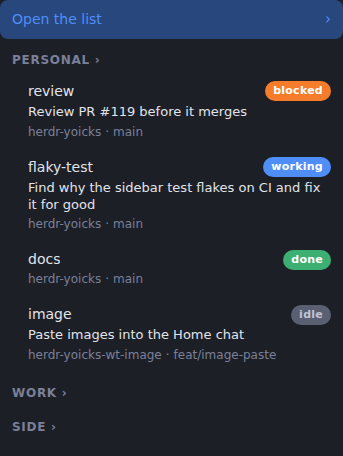 Open the list ›
PERSONAL ›
review blocked
Review PR #119 before it merges
herdr-yoicks · main
flaky-test working
Find why the sidebar test flakes on CI and fix
it for good
herdr-yoicks · main
docs done
herdr-yoicks · main
image idle
Paste images into the Home chat
herdr-yoicks-wt-image · feat/image-paste
WORK ›
SIDE ›